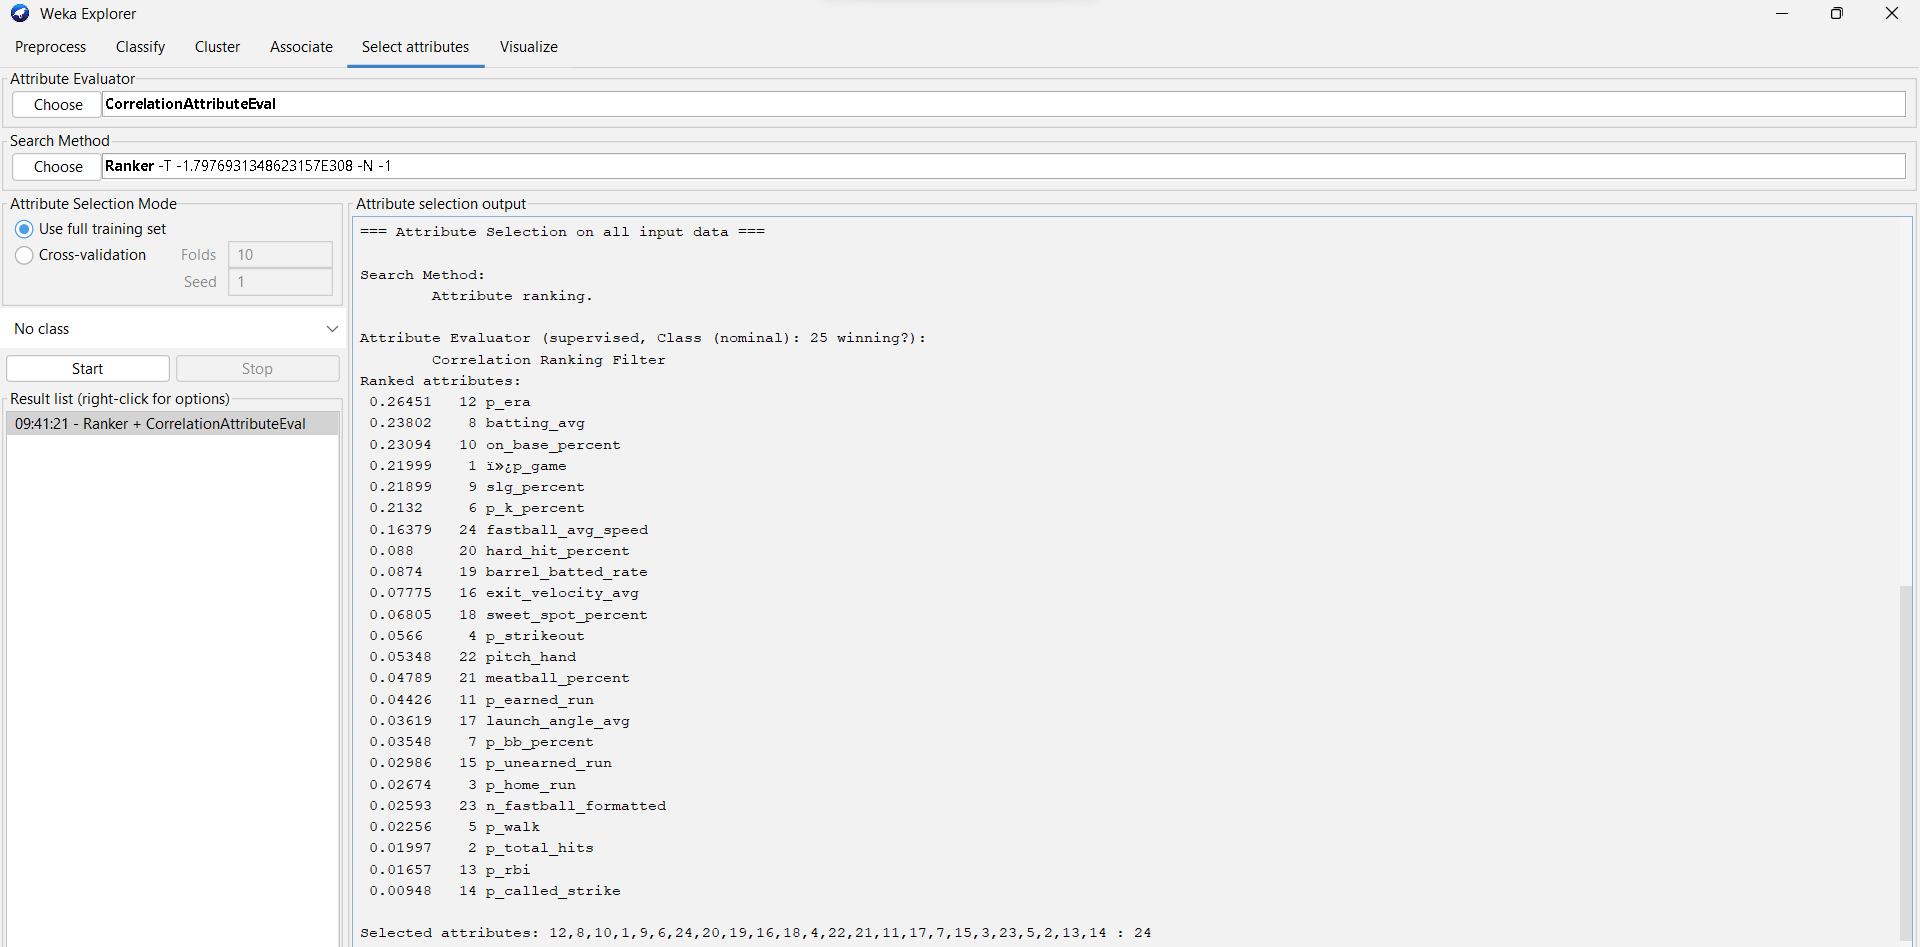 Weka Explorer
Preprocess Classify Cluster Associate Select attributes Visualize
Attribute Evaluator
Choose CorrelationAttributeEval
Search Method
Choose Ranker -T -1.7976931348623157E308 -N -1
Attribute Selection Mode
Use full training set
Cross-validation Folds 10
Seed 1
No class
Start Stop
Result list (right-click for options)
09:41:21 - Ranker + CorrelationAttributeEval
Attribute selection output
=== Attribute Selection on all input data ===
Search Method:
Attribute ranking.
Attribute Evaluator (supervised, Class (nominal): 25 winning?):
Correlation Ranking Filter
Ranked attributes:
0.26451 12 p_era
0.23802 8 batting_avg
0.23094 10 on_base_percent
0.21999 1 ï»¿p_game
0.21899 9 slg_percent
0.2132 6 p_k_percent
0.16379 24 fastball_avg_speed
0.088 20 hard_hit_percent
0.0874 19 barrel_batted_rate
0.07775 16 exit_velocity_avg
0.06805 18 sweet_spot_percent
0.0566 4 p_strikeout
0.05348 22 pitch_hand
0.04789 21 meatball_percent
0.04426 11 p_earned_run
0.03619 17 launch_angle_avg
0.03548 7 p_bb_percent
0.02986 15 p_unearned_run
0.02674 3 p_home_run
0.02593 23 n_fastball_formatted
0.02256 5 p_walk
0.01997 2 p_total_hits
0.01657 13 p_rbi
0.00948 14 p_called_strike
Selected attributes: 12,8,10,1,9,6,24,20,19,16,18,4,22,21,11,17,7,15,3,23,5,2,13,14 : 24